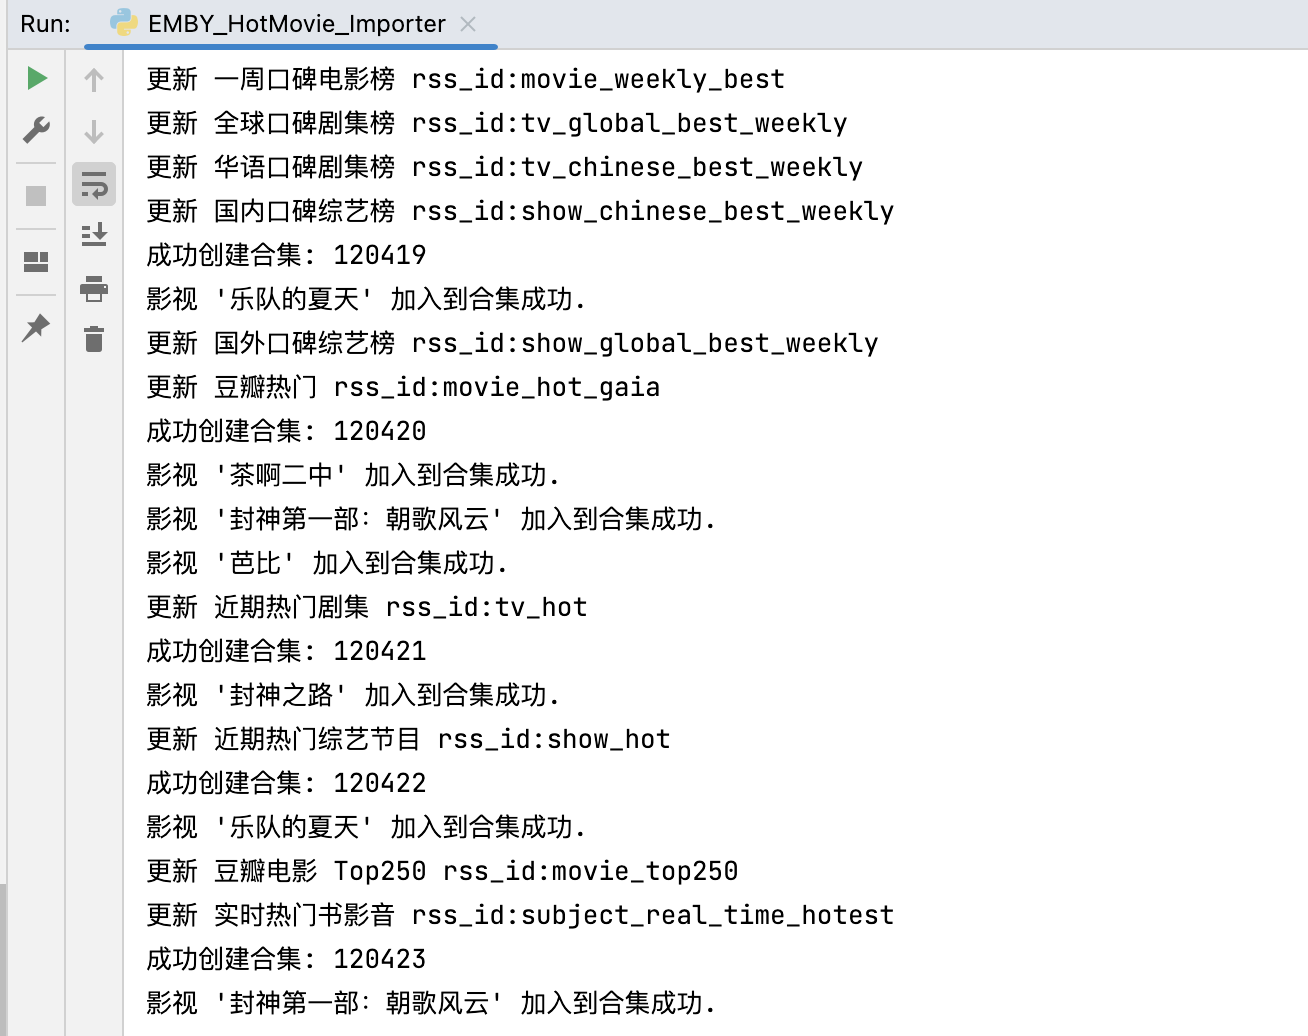 Run: EMBY_HotMovie_Importer
更新 一周口碑电影榜 rss_id:movie_weekly_best
更新 全球口碑剧集榜 rss_id:tv_global_best_weekly
更新 华语口碑剧集榜 rss_id:tv_chinese_best_weekly
更新 国内口碑综艺榜 rss_id:show_chinese_best_weekly
成功创建合集: 120419
影视 '乐队的夏天' 加入到合集成功.
更新 国外口碑综艺榜 rss_id:show_global_best_weekly
更新 豆瓣热门 rss_id:movie_hot_gaia
成功创建合集: 120420
影视 '茶啊二中' 加入到合集成功.
影视 '封神第一部：朝歌风云' 加入到合集成功.
影视 '芭比' 加入到合集成功.
更新 近期热门剧集 rss_id:tv_hot
成功创建合集: 120421
影视 '封神之路' 加入到合集成功.
更新 近期热门综艺节目 rss_id:show_hot
成功创建合集: 120422
影视 '乐队的夏天' 加入到合集成功.
更新 豆瓣电影 Top250 rss_id:movie_top250
更新 实时热门书影音 rss_id:subject_real_time_hotest
成功创建合集: 120423
影视 '封神第一部：朝歌风云' 加入到合集成功.